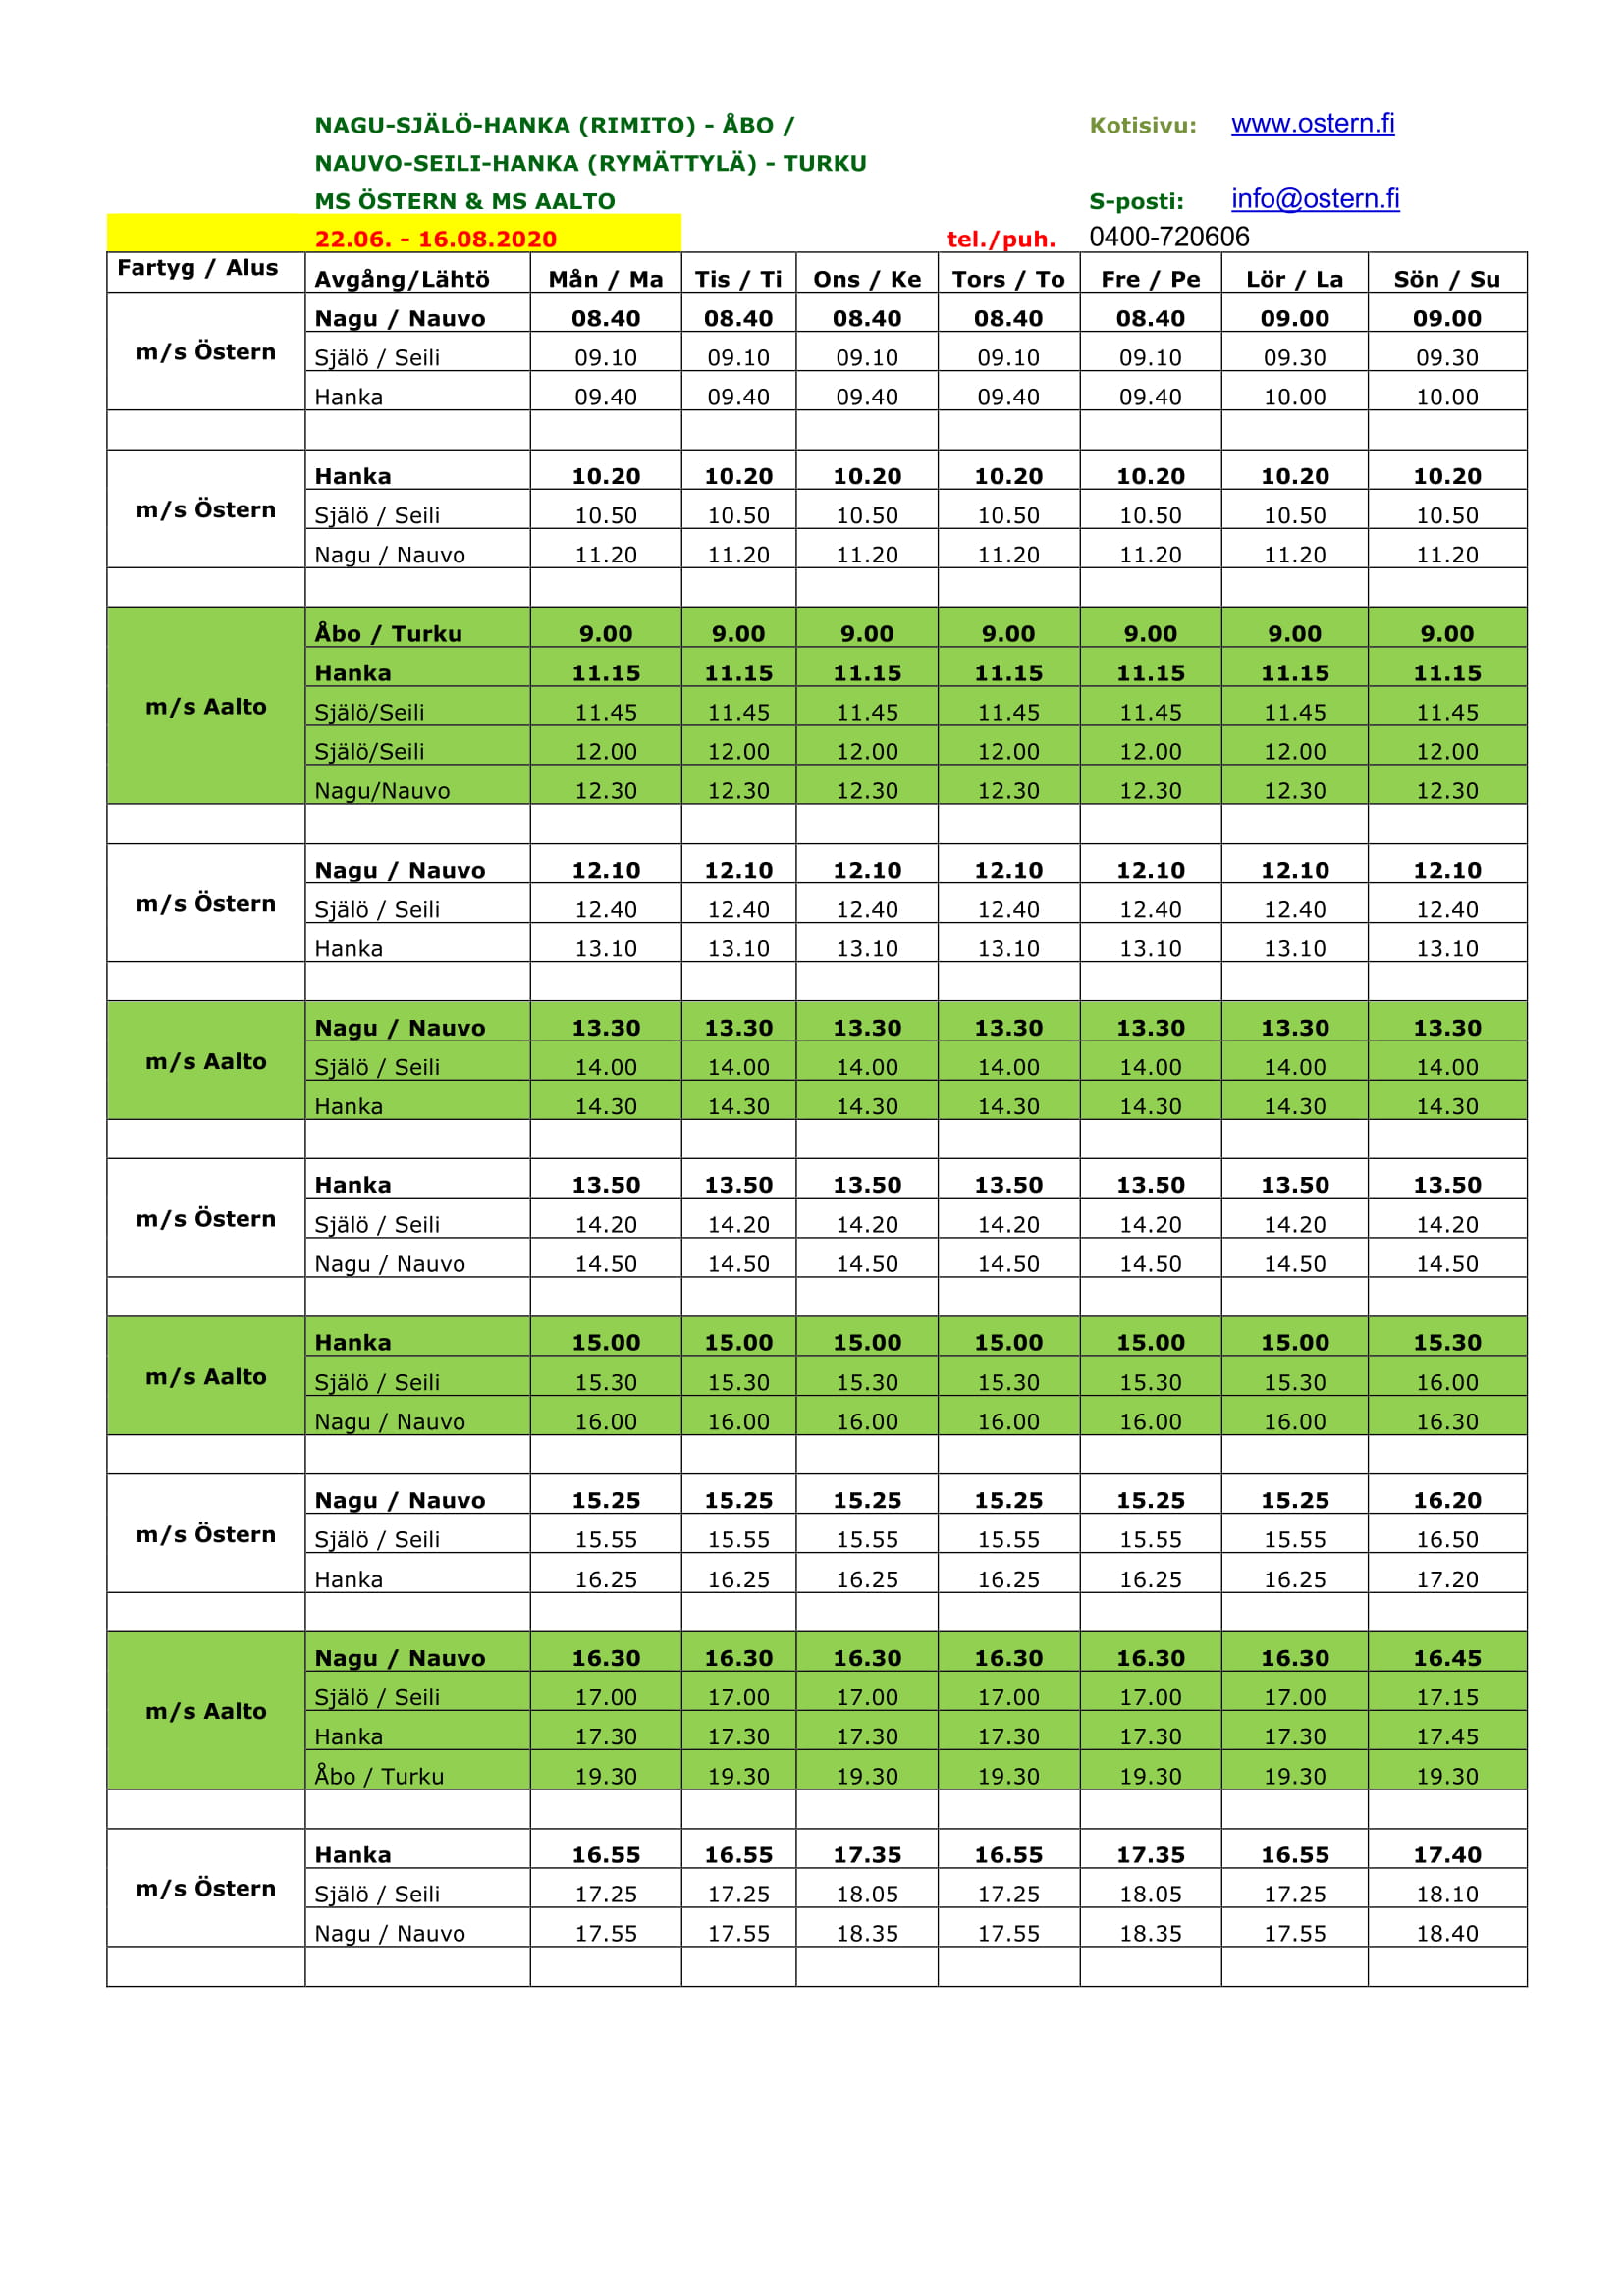 NAGU-SJÄLÖ-HANKA (RIMITO) - ÅBO / Kotisivu: www.ostern.fi
NAUVO-SEILI-HANKA (RYMÄTTYLÄ) - TURKU
MS ÖSTERN & MS AALTO S-posti: info@ostern.fi
22.06. - 16.08.2020 tel./puh. 0400-720606
Fartyg / Alus Avgång/Lähtö Mån / Ma Tis / Ti Ons / Ke Tors / To Fre / Pe Lör / La Sön / Su
Nagu / Nauvo 08.40 08.40 08.40 08.40 08.40 09.00 09.00
m/s Östern Själö / Seili 09.10 09.10 09.10 09.10 09.10 09.30 09.30
Hanka 09.40 09.40 09.40 09.40 09.40 10.00 10.00
Hanka 10.20 10.20 10.20 10.20 10.20 10.20 10.20
m/s Östern Själö / Seili 10.50 10.50 10.50 10.50 10.50 10.50 10.50
Nagu / Nauvo 11.20 11.20 11.20 11.20 11.20 11.20 11.20
Åbo / Turku 9.00 9.00 9.00 9.00 9.00 9.00 9.00
Hanka 11.15 11.15 11.15 11.15 11.15 11.15 11.15
m/s Aalto Själö/Seili 11.45 11.45 11.45 11.45 11.45 11.45 11.45
Själö/Seili 12.00 12.00 12.00 12.00 12.00 12.00 12.00
Nagu/Nauvo 12.30 12.30 12.30 12.30 12.30 12.30 12.30
Nagu / Nauvo 12.10 12.10 12.10 12.10 12.10 12.10 12.10
m/s Östern Själö / Seili 12.40 12.40 12.40 12.40 12.40 12.40 12.40
Hanka 13.10 13.10 13.10 13.10 13.10 13.10 13.10
Nagu / Nauvo 13.30 13.30 13.30 13.30 13.30 13.30 13.30
m/s Aalto Själö / Seili 14.00 14.00 14.00 14.00 14.00 14.00 14.00
Hanka 14.30 14.30 14.30 14.30 14.30 14.30 14.30
Hanka 13.50 13.50 13.50 13.50 13.50 13.50 13.50
m/s Östern Själö / Seili 14.20 14.20 14.20 14.20 14.20 14.20 14.20
Nagu / Nauvo 14.50 14.50 14.50 14.50 14.50 14.50 14.50
Hanka 15.00 15.00 15.00 15.00 15.00 15.00 15.30
m/s Aalto Själö / Seili 15.30 15.30 15.30 15.30 15.30 15.30 16.00
Nagu / Nauvo 16.00 16.00 16.00 16.00 16.00 16.00 16.30
Nagu / Nauvo 15.25 15.25 15.25 15.25 15.25 15.25 16.20
m/s Östern Själö / Seili 15.55 15.55 15.55 15.55 15.55 15.55 16.50
Hanka 16.25 16.25 16.25 16.25 16.25 16.25 17.20
Nagu / Nauvo 16.30 16.30 16.30 16.30 16.30 16.30 16.45
m/s Aalto Själö / Seili 17.00 17.00 17.00 17.00 17.00 17.00 17.15
Hanka 17.30 17.30 17.30 17.30 17.30 17.30 17.45
Åbo / Turku 19.30 19.30 19.30 19.30 19.30 19.30 19.30
Hanka 16.55 16.55 17.35 16.55 17.35 16.55 17.40
m/s Östern Själö / Seili 17.25 17.25 18.05 17.25 18.05 17.25 18.10
Nagu / Nauvo 17.55 17.55 18.35 17.55 18.35 17.55 18.40